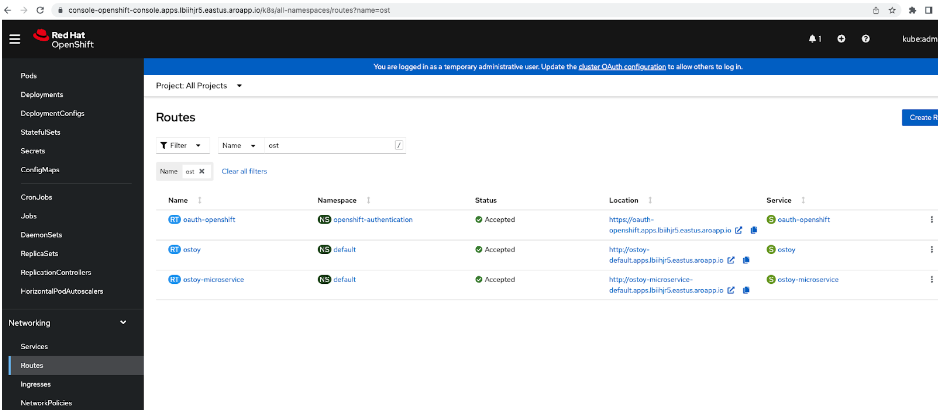 console-openshift-console.apps.lbiihjr5.eastus.aroapp.io/k8s/all-namespaces/routes?name=ost
Red Hat
OpenShift
1
kube:adm
You are logged in as a temporary administrative user. Update the cluster OAuth configuration to allow others to log in.
Pods
Deployments
DeploymentConfigs
StatefulSets
Secrets
ConfigMaps
CronJobs
Jobs
DaemonSets
ReplicaSets
ReplicationControllers
HorizontalPodAutoscalers
Networking
Services
Routes
Ingresses
NetworkPolicies
Project: All Projects
Routes
Create R
Filter Name ost /
Name ost Clear all filters
Name Namespace Status Location Service
RT oauth-openshift NS openshift-authentication Accepted https://oauth-
openshift.apps.lbiihjr5.eastus.aroapp.io S oauth-openshift
RT ostoy NS default Accepted http://ostoy-
default.apps.lbiihjr5.eastus.aroapp.io S ostoy
RT ostoy-microservice NS default Accepted http://ostoy-microservice-
default.apps.lbiihjr5.eastus.aroapp.io S ostoy-microservice